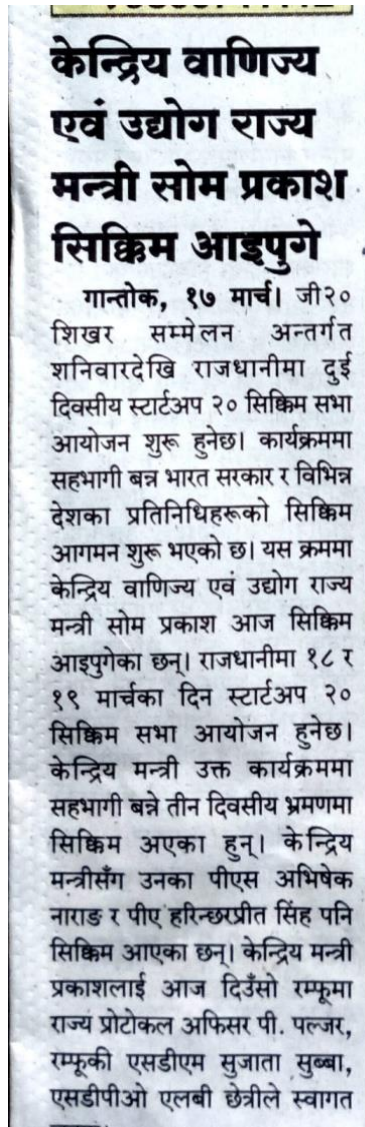 केन्द्रिय वाणिज्य
एवं उद्योग राज्य
मन्त्री सोम प्रकाश
सिक्किम आइपुगे
गान्तोक, १७ मार्च। जी२०
शिखर सम्मेलन अन्तर्गत
शनिवारदेखि राजधानीमा दुई
दिवसीय स्टार्टअप २० सिक्किम सभा
आयोजन शुरू हुनेछ। कार्यक्रममा
सहभागी बन्न भारत सरकार र विभिन्न
देशका प्रतिनिधिहरूको सिक्किम
आगमन शुरू भएको छ। यस क्रममा
केन्द्रिय वाणिज्य एवं उद्योग राज्य
मन्त्री सोम प्रकाश आज सिक्किम
आइपुगेका छन्। राजधानीमा १८ र
१९ मार्चका दिन स्टार्टअप २०
सिक्किम सभा आयोजन हुनेछ।
केन्द्रिय मन्त्री उक्त कार्यक्रममा
सहभागी बन्ने तीन दिवसीय भ्रमणमा
सिक्किम अएका हुन्। केन्द्रिय
मन्त्रीसँग उनका पीएस अभिषेक
नाराङ र पीए हरिन्छरप्रीत सिंह पनि
सिक्किम आएका छन्। केन्द्रिय मन्त्री
प्रकाशलाई आज दिउँसो रम्फूमा
राज्य प्रोटोकल अफिसर पी. पल्जर,
रम्फूकी एसडीएम सुजाता सुब्बा,
एसडीपीओ एलबी छेत्रीले स्वागत